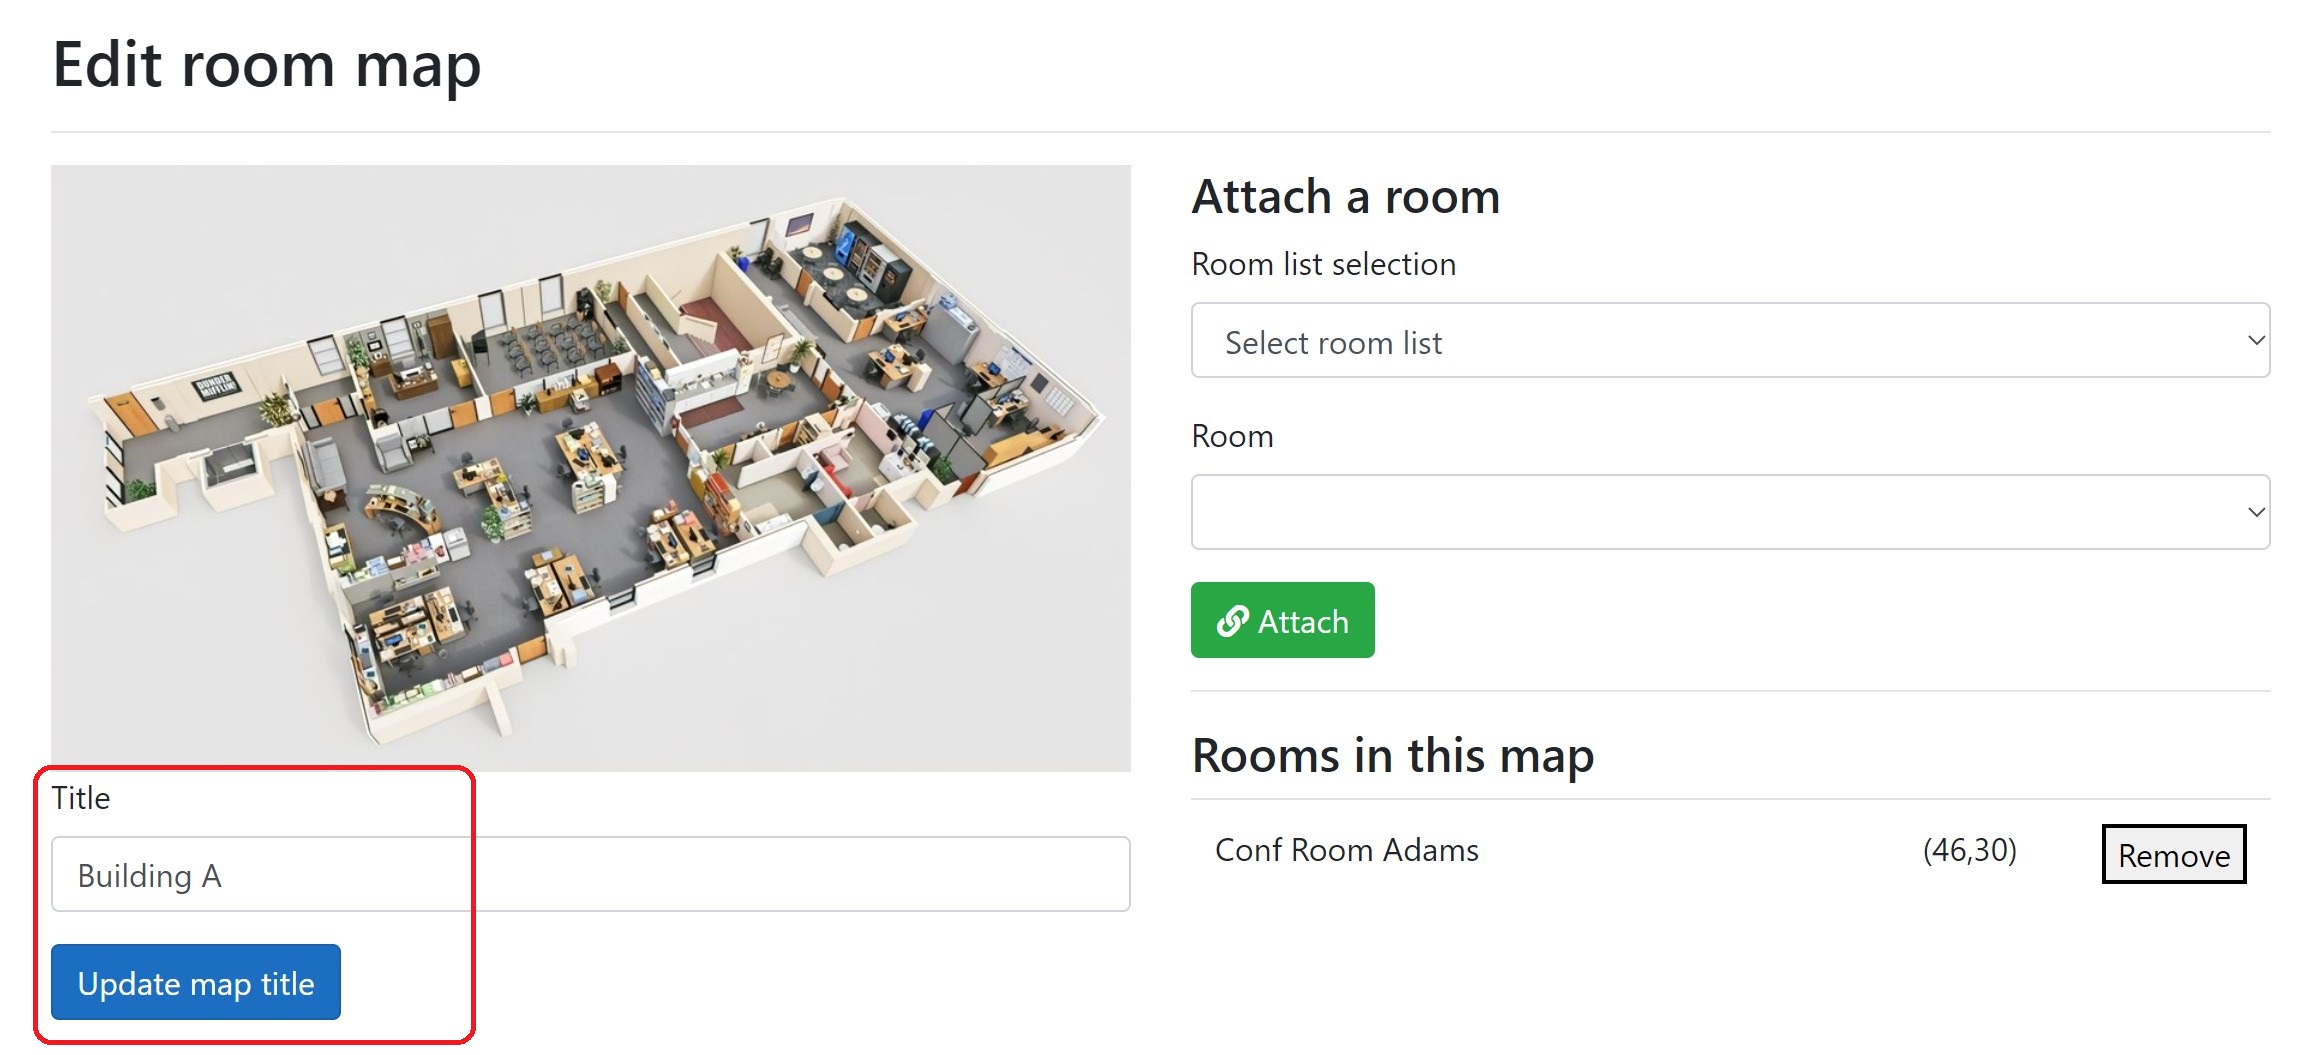 Edit room map
DUNDER
MIFFLIN
Title
Building A
Update map title
Attach a room
Room list selection
Select room list
Room
Attach
Rooms in this map
Conf Room Adams (46,30) Remove